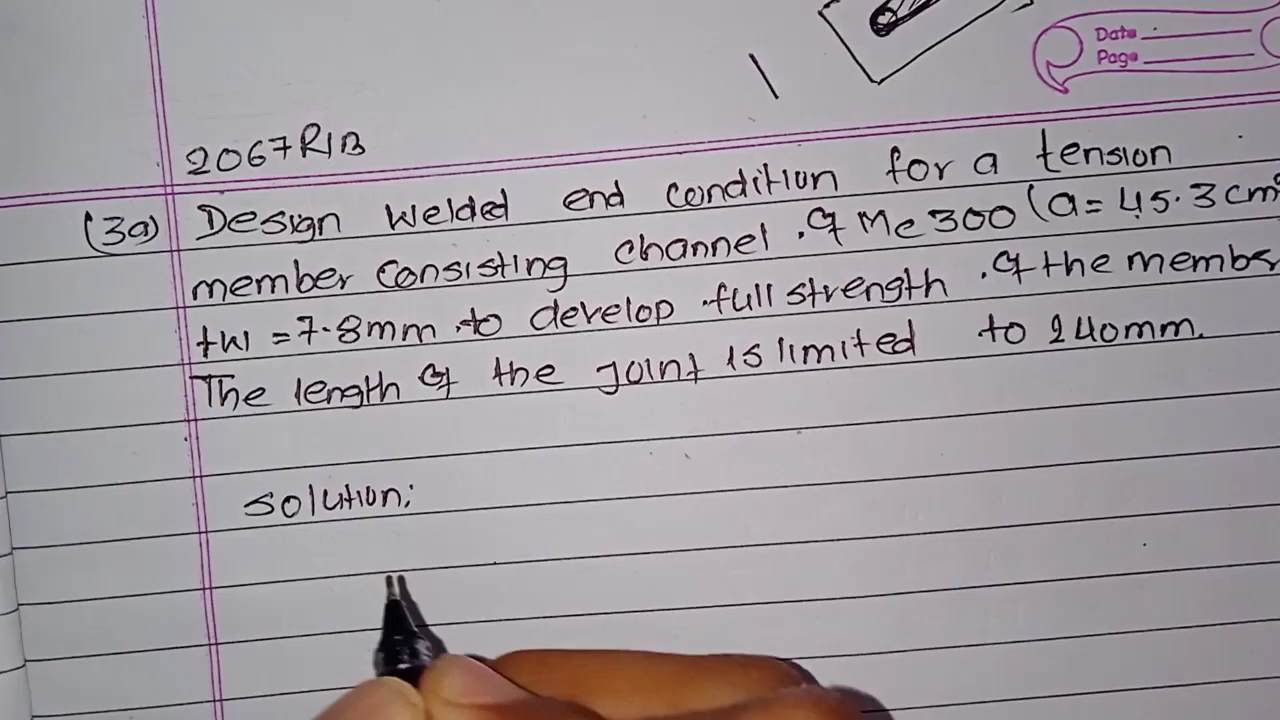 Date
Page
2067 RIB
(3a) Design welded end condition for a tension
member consisting channel of Mc 300 (a= 45.3 cm²
tw = 7.8mm to develop full strength of the member
The length of the joint is limited to 240mm.
Solution: